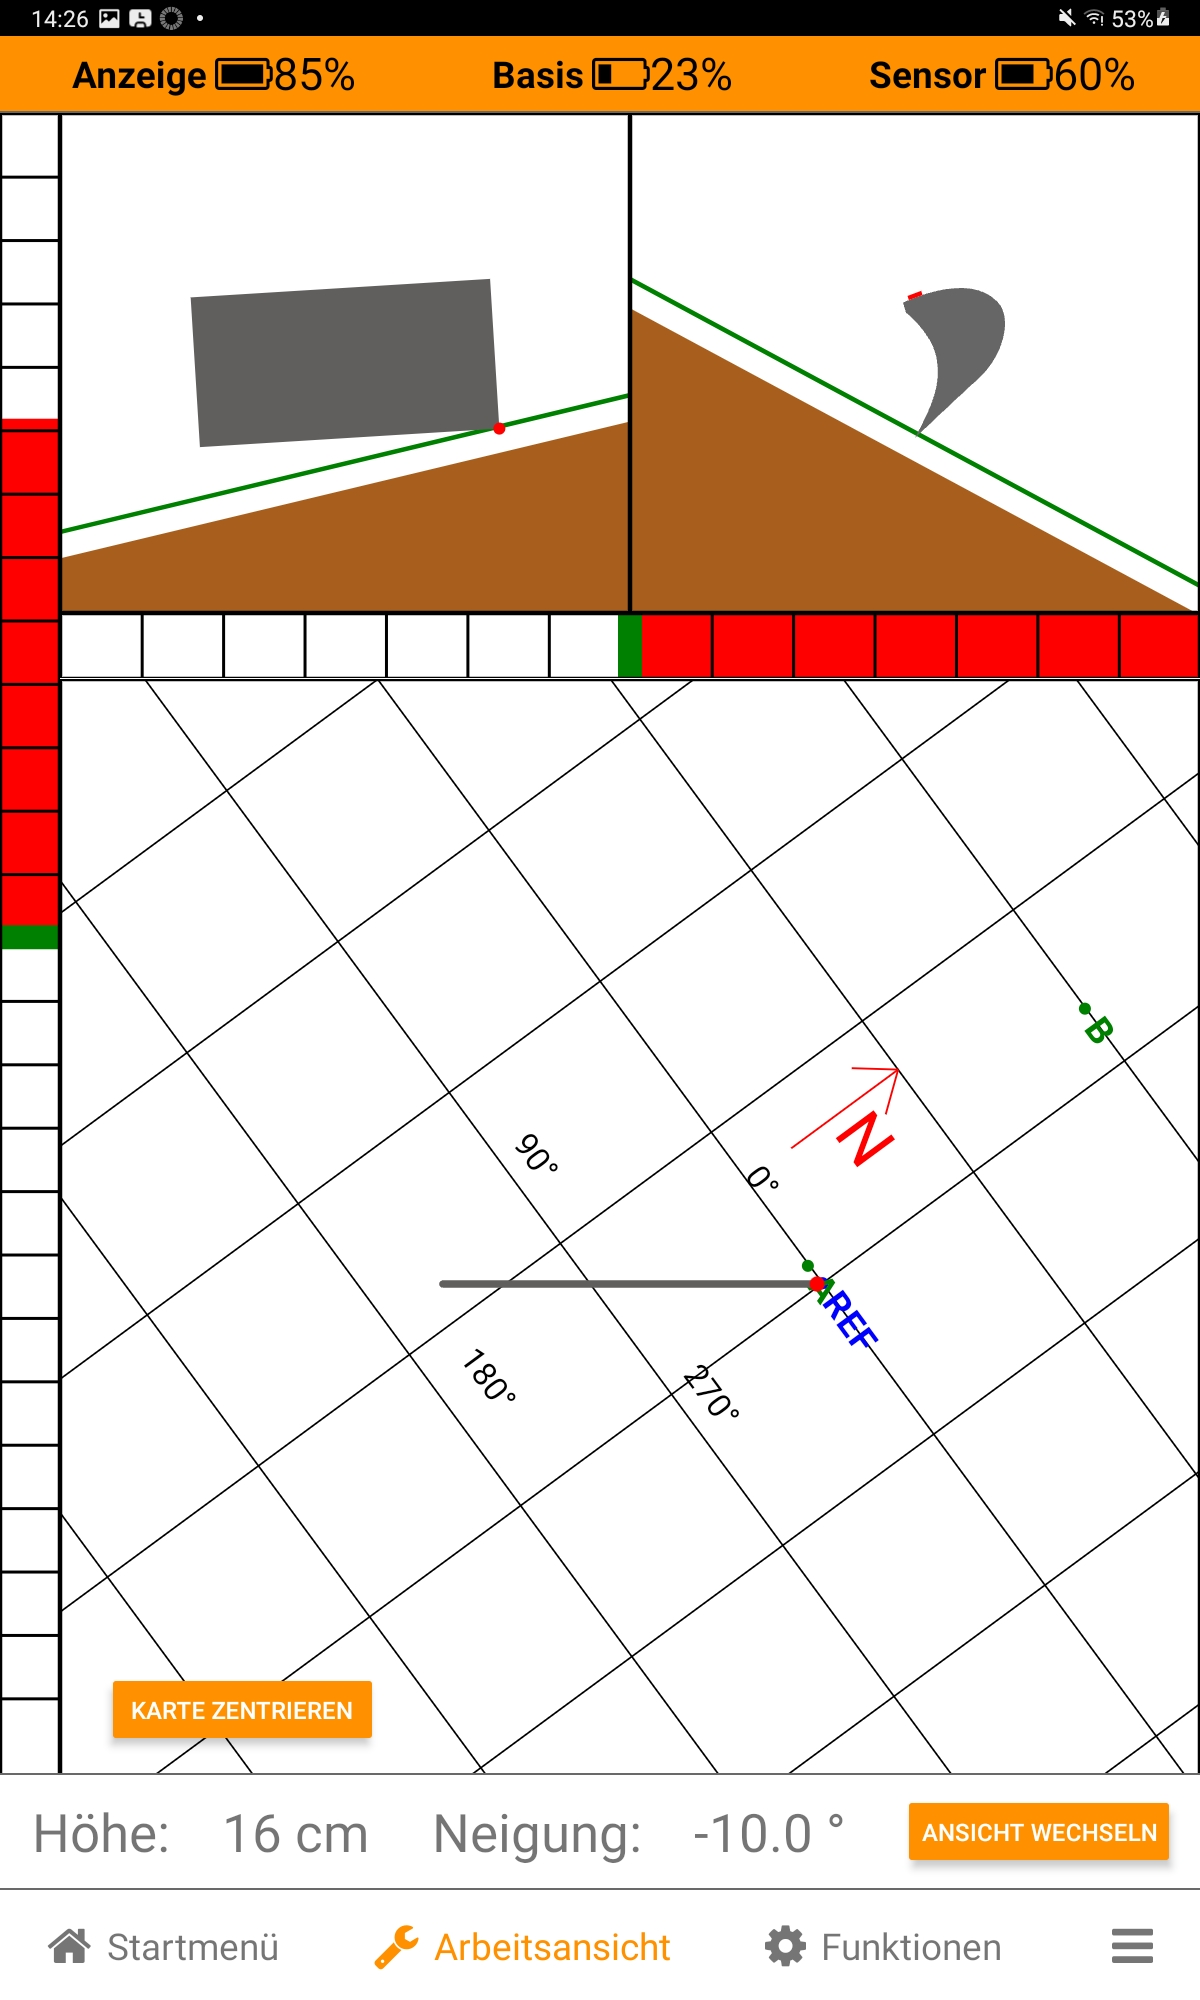 14:26 53%
Anzeige 85% Basis 23% Sensor 60%
B
90°
N
0°
A
REF
180°
270°
KARTE ZENTRIEREN
Höhe: 16 cm Neigung: -10.0 ° ANSICHT WECHSELN
Startmenü Arbeitsansicht Funktionen